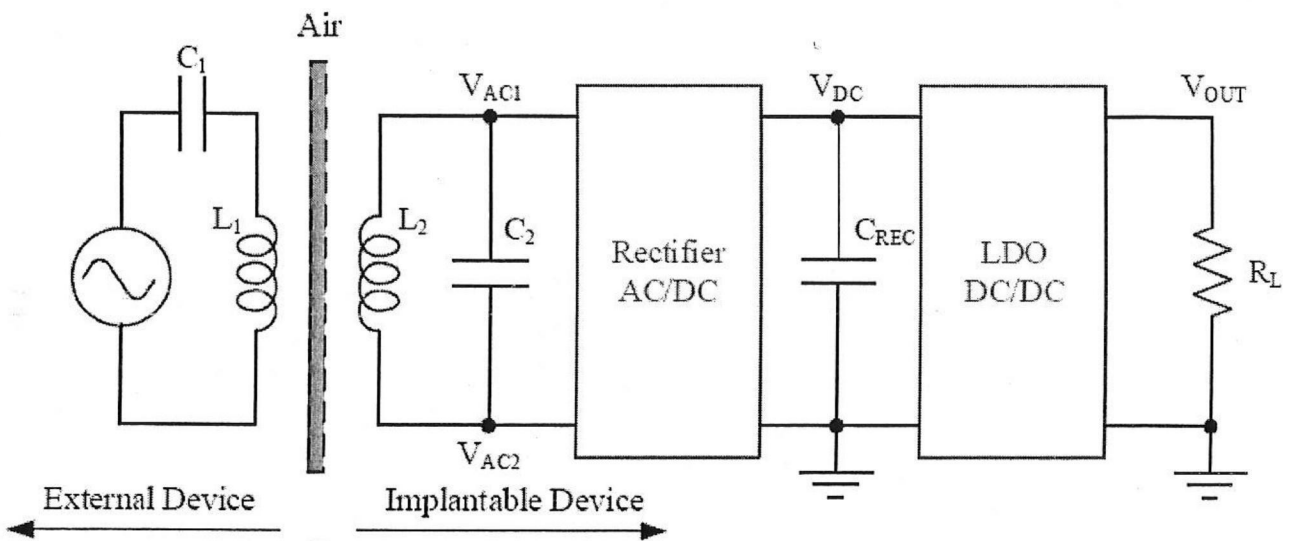 Air
C1
VAC1
VDC
VOUT
L1
L2
C2
Rectifier
AC/DC
CREC
LDO
DC/DC
RL
VAC2
External Device
Implantable Device